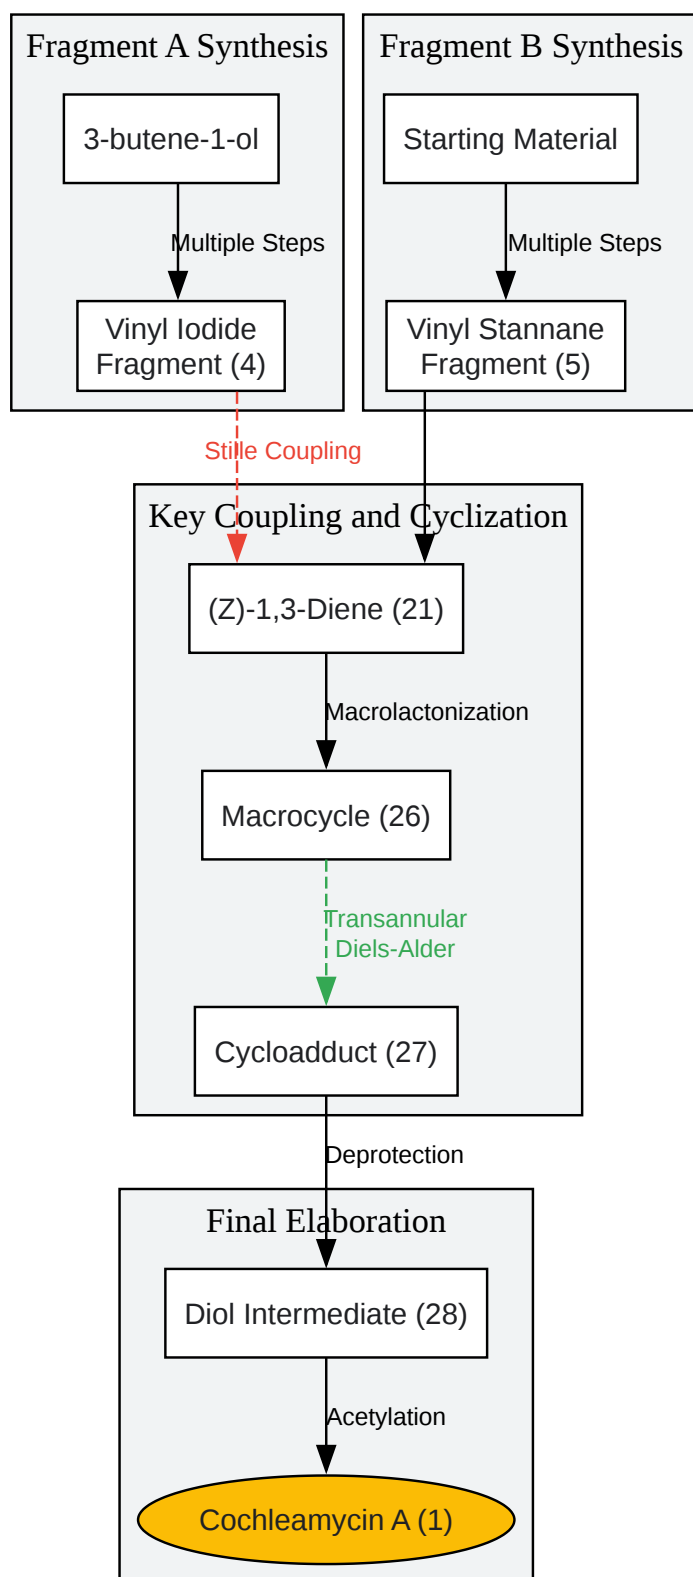 Fragment A Synthesis
Fragment B Synthesis
3-butene-1-ol
Starting Material
Multiple Steps
Multiple Steps
Vinyl Iodide
Fragment (4)
Vinyl Stannane
Fragment (5)
Stille Coupling
Key Coupling and Cyclization
(Z)-1,3-Diene (21)
Macrolactonization
Macrocycle (26)
Transannular
Diels-Alder
Cycloadduct (27)
Deprotection
Final Elaboration
Diol Intermediate (28)
Acetylation
Cochleamycin A (1)